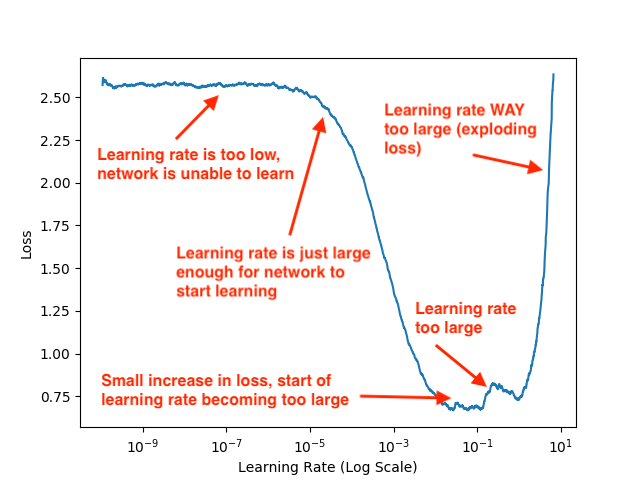 2.50
2.25
2.00
1.75
1.50
1.25
1.00
0.75
Loss
Learning rate is too low,
network is unable to learn
Learning rate WAY
too large (exploding
loss)
Learning rate is just large
enough for network to
start learning
Learning rate
too large
Small increase in loss, start of
learning rate becoming too large
10⁻⁹ 10⁻⁷ 10⁻⁵ 10⁻³ 10⁻¹ 10¹
Learning Rate (Log Scale)